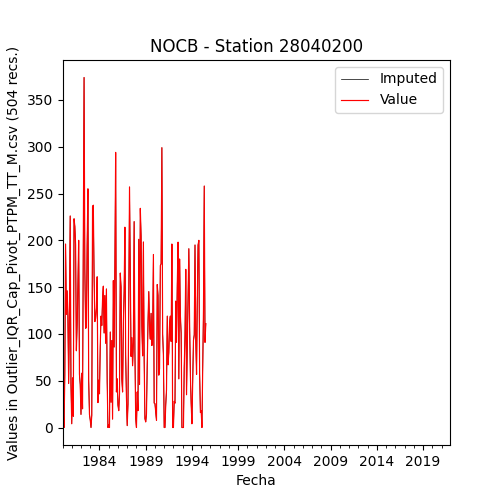 NOCB - Station 28040200
Imputed
Value
Values in Outlier_IQR_Cap_Pivot_PTPM_TT_M.csv (504 recs.)
350
300
250
200
150
100
50
0
1984 1989 1994 1999 2004 2009 2014 2019
Fecha